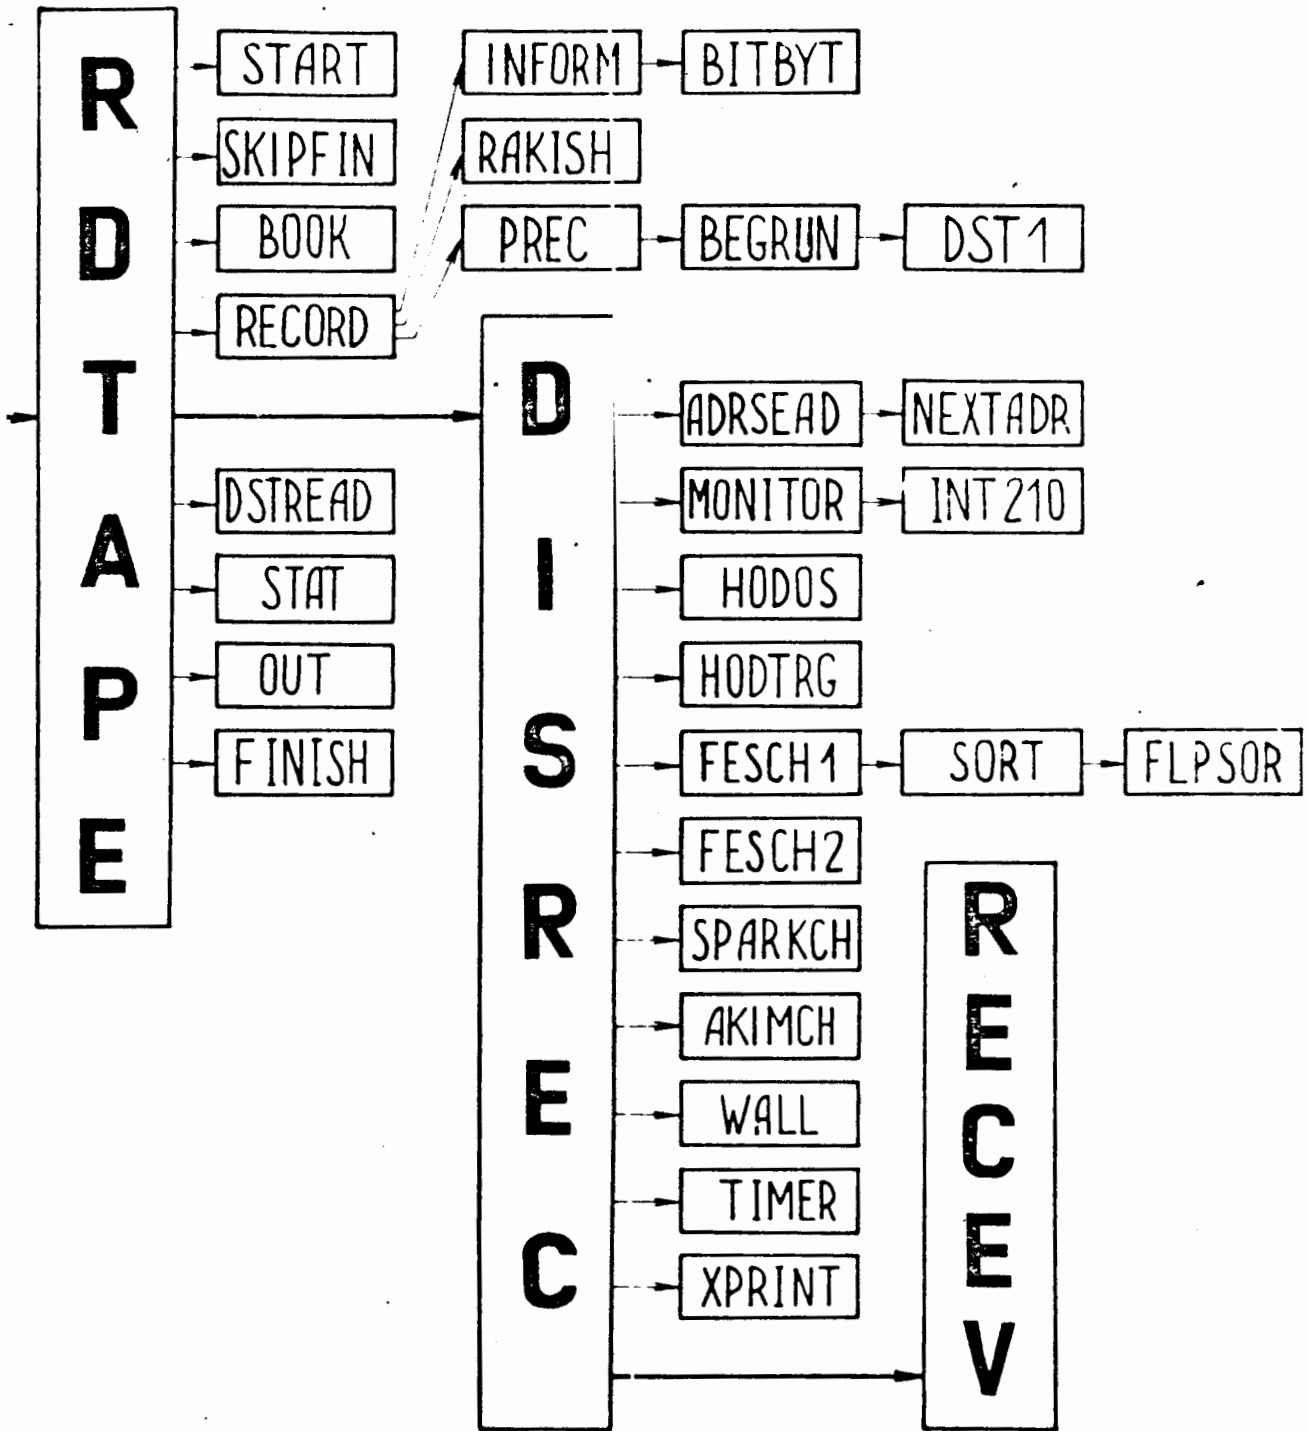 RDTAPE
START
SKIPFIN
BOOK
RECORD
DSTREAD
STAT
OUT
FINISH
INFORM
BITBYT
RAKISH
PREC
BEGRUN
DST1
DISREC
ADRSEAD
NEXTADR
MONITOR
INT210
HODOS
HODTRG
FESCH1
SORT
FLPSOR
FESCH2
SPARKCH
AKIMCH
WALL
TIMER
XPRINT
RECEV